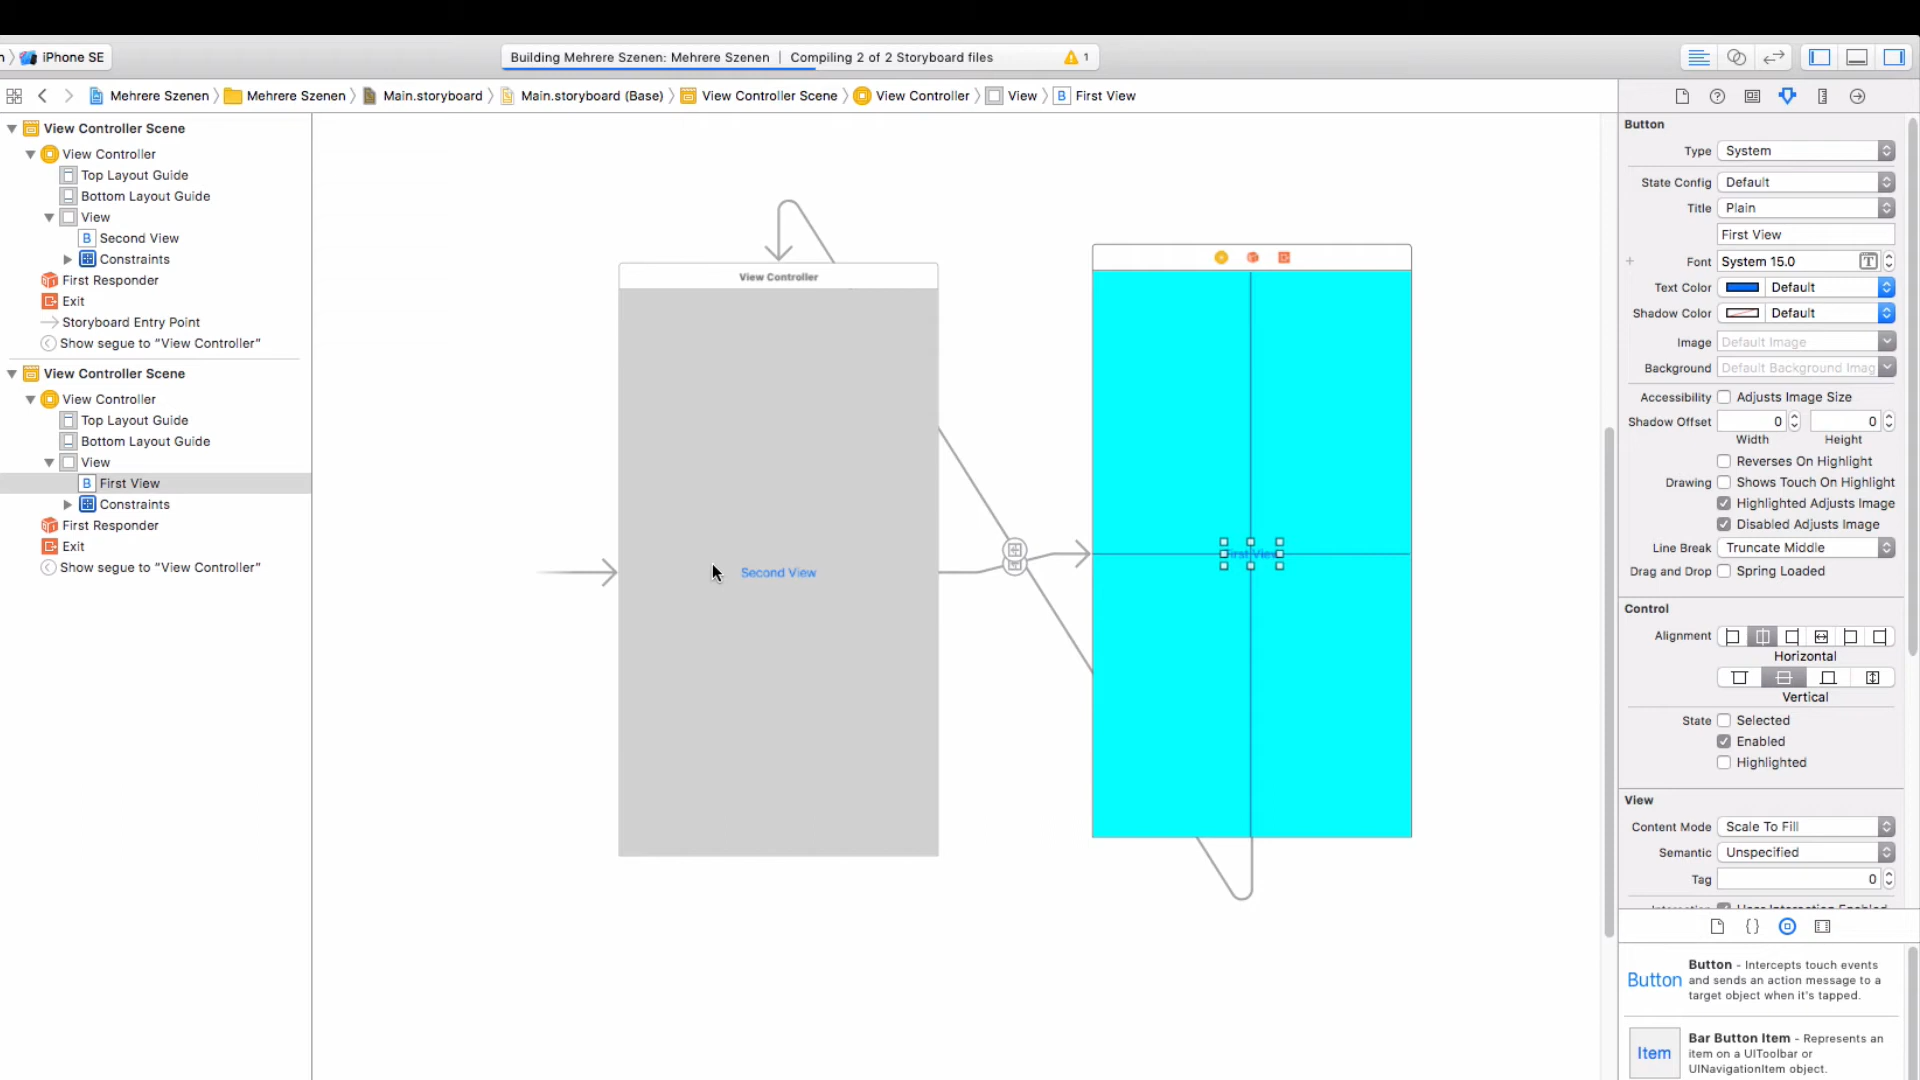 iPhone SE
Building Mehrere Szenen: Mehrere Szenen | Compiling 2 of 2 Storyboard files
1
Mehrere Szenen
Mehrere Szenen
Main.storyboard
Main.storyboard (Base)
View Controller Scene
View Controller
View
B First View
View Controller Scene
View Controller
Top Layout Guide
Bottom Layout Guide
View
B Second View
Constraints
First Responder
Exit
Storyboard Entry Point
Show segue to “View Controller”
View Controller Scene
View Controller
Top Layout Guide
Bottom Layout Guide
View
B First View
Constraints
First Responder
Exit
Show segue to “View Controller”
View Controller
Second View
First View
Button
Type System
State Config Default
Title Plain
First View
Font System 15.0
Text Color Default
Shadow Color Default
Image Default Image
Background Default Background Imag
Accessibility Adjusts Image Size
Shadow Offset 0 0
Width Height
Reverses On Highlight
Drawing Shows Touch On Highlight
Highlighted Adjusts Image
Disabled Adjusts Image
Line Break Truncate Middle
Drag and Drop Spring Loaded
Control
Alignment
Horizontal
Vertical
State Selected
Enabled
Highlighted
View
Content Mode Scale To Fill
Semantic Unspecified
Tag 0
Button
Button - Intercepts touch events
and sends an action message to a
target object when it's tapped.
Item
Bar Button Item - Represents an
item on a UIToolbar or
UINavigationItem object.